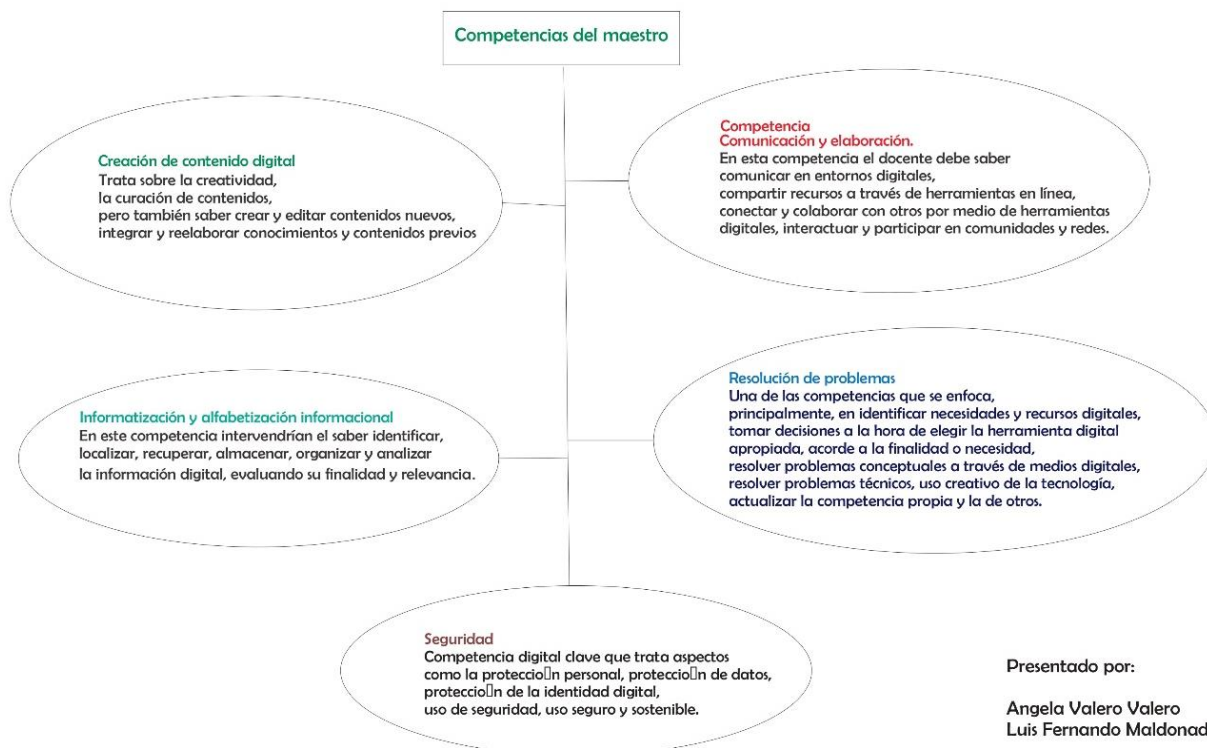 Competencias del maestro
Creación de contenido digital
Trata sobre la creatividad,
la curación de contenidos,
pero también saber crear y editar contenidos nuevos,
integrar y reelaborar conocimientos y contenidos previos
Competencia
Comunicación y elaboración.
En esta competencia el docente debe saber
comunicar en entornos digitales,
compartir recursos a través de herramientas en línea,
conectar y colaborar con otros por medio de herramientas
digitales, interactuar y participar en comunidades y redes.
Informatización y alfabetización informacional
En este competencia intervendrían el saber identificar,
localizar, recuperar, almacenar, organizar y analizar
la información digital, evaluando su finalidad y relevancia.
Resolución de problemas
Una de las competencias que se enfoca,
principalmente, en identificar necesidades y recursos digitales,
tomar decisiones a la hora de elegir la herramienta digital
apropiada, acorde a la finalidad o necesidad,
resolver problemas conceptuales a través de medios digitales,
resolver problemas técnicos, uso creativo de la tecnología,
actualizar la competencia propia y la de otros.
Seguridad
Competencia digital clave que trata aspectos
como la proteccio▯n personal, proteccio▯n de datos,
proteccio▯n de la identidad digital,
uso de seguridad, uso seguro y sostenible.
Presentado por:
Angela Valero Valero
Luis Fernando Maldonad